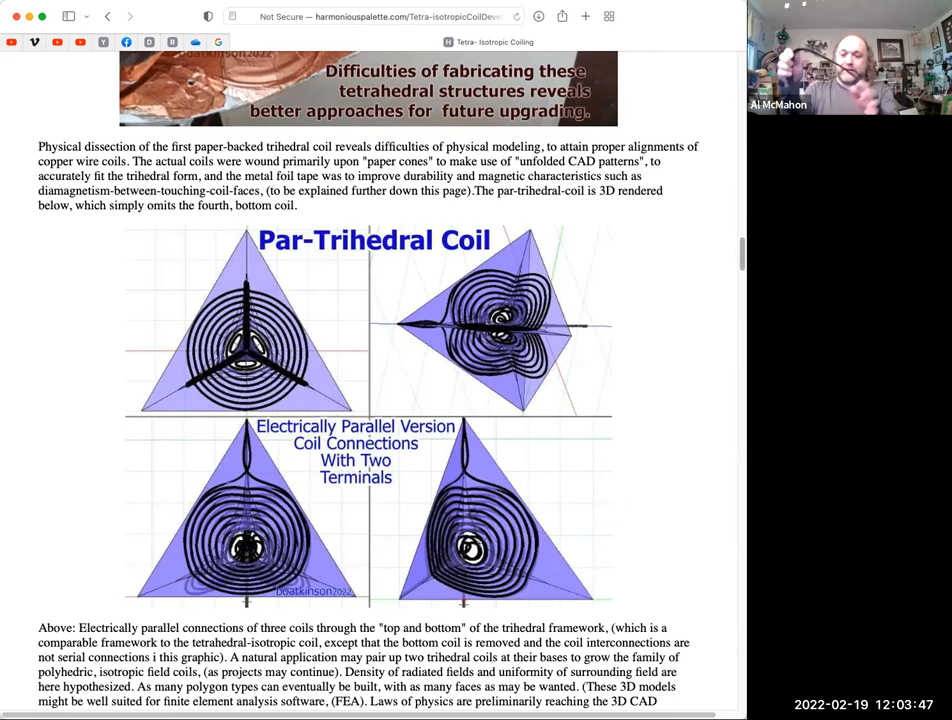 Not Secure — harmoniouspalette.com/Tetra-isotropicCoilDeve
Tetra- Isotropic Coiling
Al McMahon
boatkinson2022
Difficulties of fabricating these
tetrahedral structures reveals
better approaches for future upgrading.
Physical dissection of the first paper-backed trihedral coil reveals difficulties of physical modeling, to attain proper alignments of
copper wire coils. The actual coils were wound primarily upon "paper cones" to make use of "unfolded CAD patterns", to
accurately fit the trihedral form, and the metal foil tape was to improve durability and magnetic characteristics such as
diamagnetism-between-touching-coil-faces, (to be explained further down this page).The par-trihedral-coil is 3D rendered
below, which simply omits the fourth, bottom coil.
Par-Trihedral Coil
Electrically Parallel Version
Coil Connections
With Two
Terminals
boatkinson2022
Above: Electrically parallel connections of three coils through the "top and bottom" of the trihedral framework, (which is a
comparable framework to the tetrahedral-isotropic coil, except that the bottom coil is removed and the coil interconnections are
not serial connections i this graphic). A natural application may pair up two trihedral coils at their bases to grow the family of
polyhedric, isotropic field coils, (as projects may continue). Density of radiated fields and uniformity of surrounding field are
here hypothesized. As many polygon types can eventually be built, with as many faces as may be wanted. (These 3D models
might be well suited for finite element analysis software, (FEA). Laws of physics are preliminarily reaching the 3D CAD
2022-02-19 12:03:47